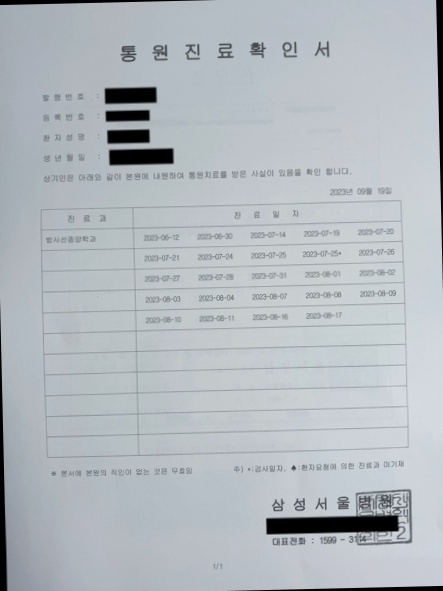 통 원 진 료 확 인 서
발 행 번 호 :
등 록 번 호 :
환 자 성 명 :
생 년 월 일 :
상기인은 아래와 같이 본원에 내원하여 통원치료를 받은 사실이 있음을 확인 합니다.
2023년 09월 19일
진 료 과 진 료 일 자
방사선종양학과 2023-06-12 2023-06-30 2023-07-14 2023-07-19 2023-07-20
2023-07-21 2023-07-24 2023-07-25 2023-07-25* 2023-07-26
2023-07-27 2023-07-28 2023-07-31 2023-08-01 2023-08-02
2023-08-03 2023-08-04 2023-08-07 2023-08-08 2023-08-09
2023-08-10 2023-08-11 2023-08-16 2023-08-17
※ 본서에 본원의 직인이 없는 것은 무효임 주) *:검사일자, ♠:환자요청에 의한 진료과 미기재
삼 성 서 울 병 원
대표전화 : 1599 - 3114
1/1